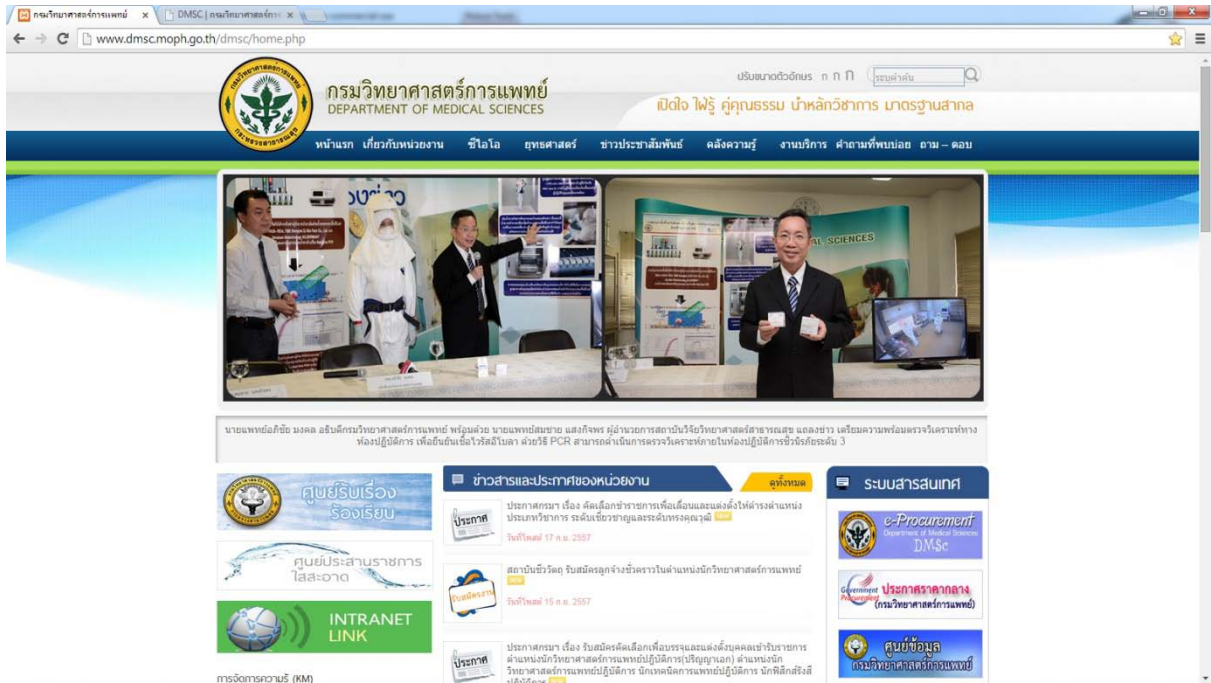 กรมวิทยาศาสตร์การแพทย์
DMSC | กรมวิทยาศาสตร์การ
www.dmsc.moph.go.th/dmsc/home.php
กรมวิทยาศาสตร์การแพทย์
DEPARTMENT OF MEDICAL SCIENCES
กระทรวงสาธารณสุข
ปรับขนาดตัวอักษร ก ก ก
ระบุคำค้น
เปิดใจ ใฝ่รู้ คู่คุณธรรม นำหลักวิชาการ มาตรฐานสากล
หน้าแรก เกี่ยวกับหน่วยงาน ซีไอโอ ยุทธศาสตร์ ข่าวประชาสัมพันธ์ คลังความรู้ งานบริการ คำถามที่พบบ่อย ถาม – ตอบ
AL SCIENCES
นายแพทย์อภิชัย มงคล อธิบดีกรมวิทยาศาสตร์การแพทย์ พร้อมด้วย นายแพทย์สมชาย แสงกิจพร ผู้อำนวยการสถาบันวิจัยวิทยาศาสตร์สาธารณสุข แถลงข่าว เตรียมความพร้อมตรวจวิเคราะห์ทาง
ห้องปฏิบัติการ เพื่อยืนยันเชื้อไวรัสอีโบลา ด้วยวิธี PCR สามารถดำเนินการตรวจวิเคราะห์ภายในห้องปฏิบัติการชีวนิรภัยระดับ 3
ศูนย์รับเรื่อง
ร้องเรียน
ศูนย์ประสานราชการ
ใสสะอาด
INTRANET
LINK
การจัดการความรู้ (KM)
ข่าวสารและประกาศของหน่วยงาน
ดูทั้งหมด
ประกาศ
ประกาศกรมฯ เรื่อง คัดเลือกข้าราชการเพื่อเลื่อนและแต่งตั้งให้ดำรงตำแหน่ง
ประเภทวิชาการ ระดับเชี่ยวชาญและระดับทรงคุณวุฒิ NEW
วันที่โพสต์ 17 ก.ย. 2557
รับสมัครงาน
สถาบันชีววัตถุ รับสมัครลูกจ้างชั่วคราวในตำแหน่งนักวิทยาศาสตร์การแพทย์
NEW
วันที่โพสต์ 15 ก.ย. 2557
ประกาศ
ประกาศกรมฯ เรื่อง รับสมัครคัดเลือกเพื่อบรรจุและแต่งตั้งบุคคลเข้ารับราชการ
ตำแหน่งนักวิทยาศาสตร์การแพทย์ปฏิบัติการ(ปริญญาเอก) ตำแหน่งนัก
วิทยาศาสตร์การแพทย์ปฏิบัติการ นักเทคนิคการแพทย์ปฏิบัติการ นักฟิสิกส์รังสี
ปฏิบัติการ NEW
ระบบสารสนเทศ
e-Procurement
Department of Medical Sciences
DMSc
Government Procurement
ประกาศราคากลาง
(กรมวิทยาศาสตร์การแพทย์)
ศูนย์ข้อมูล
กรมวิทยาศาสตร์การแพทย์